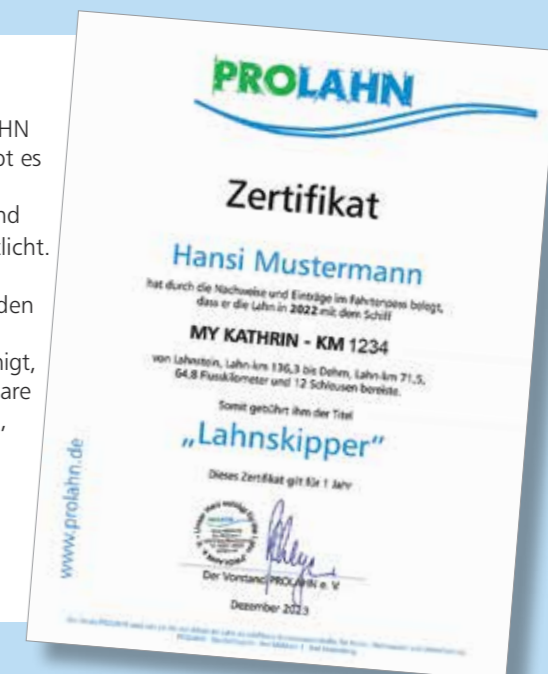 HN
bt es
nd
licht.
den
nigt,
are
,
PROLAHN
Zertifikat
Hansi Mustermann
hat durch die Nachweise und Einträge im Fahrtenpass belegt,
dass er die Lahn in 2022 mit dem Schiff
MY KATHRIN - KM 1234
von Lahnstein, Lahn-km 136,3 bis Dehrn, Lahn-km 71,5,
64,8 Flusskilometer und 12 Schleusen bereiste.
Somit gebührt ihm der Titel
„Lahnskipper“
Dieses Zertifikat gilt für 1 Jahr
PROLAHN
Der Vorstand PROLAHN e. V.
Dezember 2023
www.prolahn.de